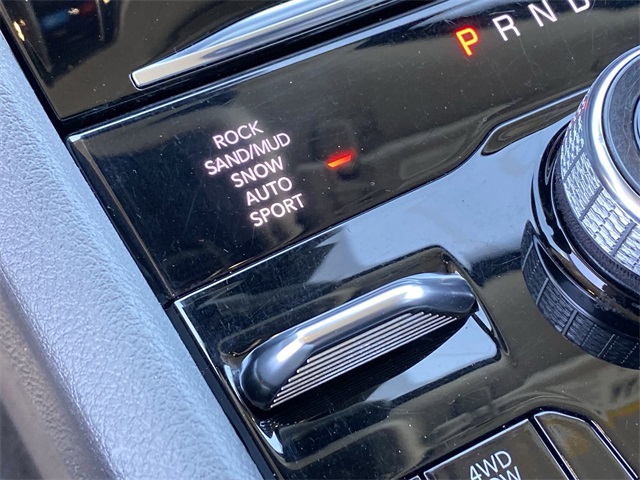 P R N D
ROCK
SAND/MUD
SNOW
AUTO
SPORT
4WD